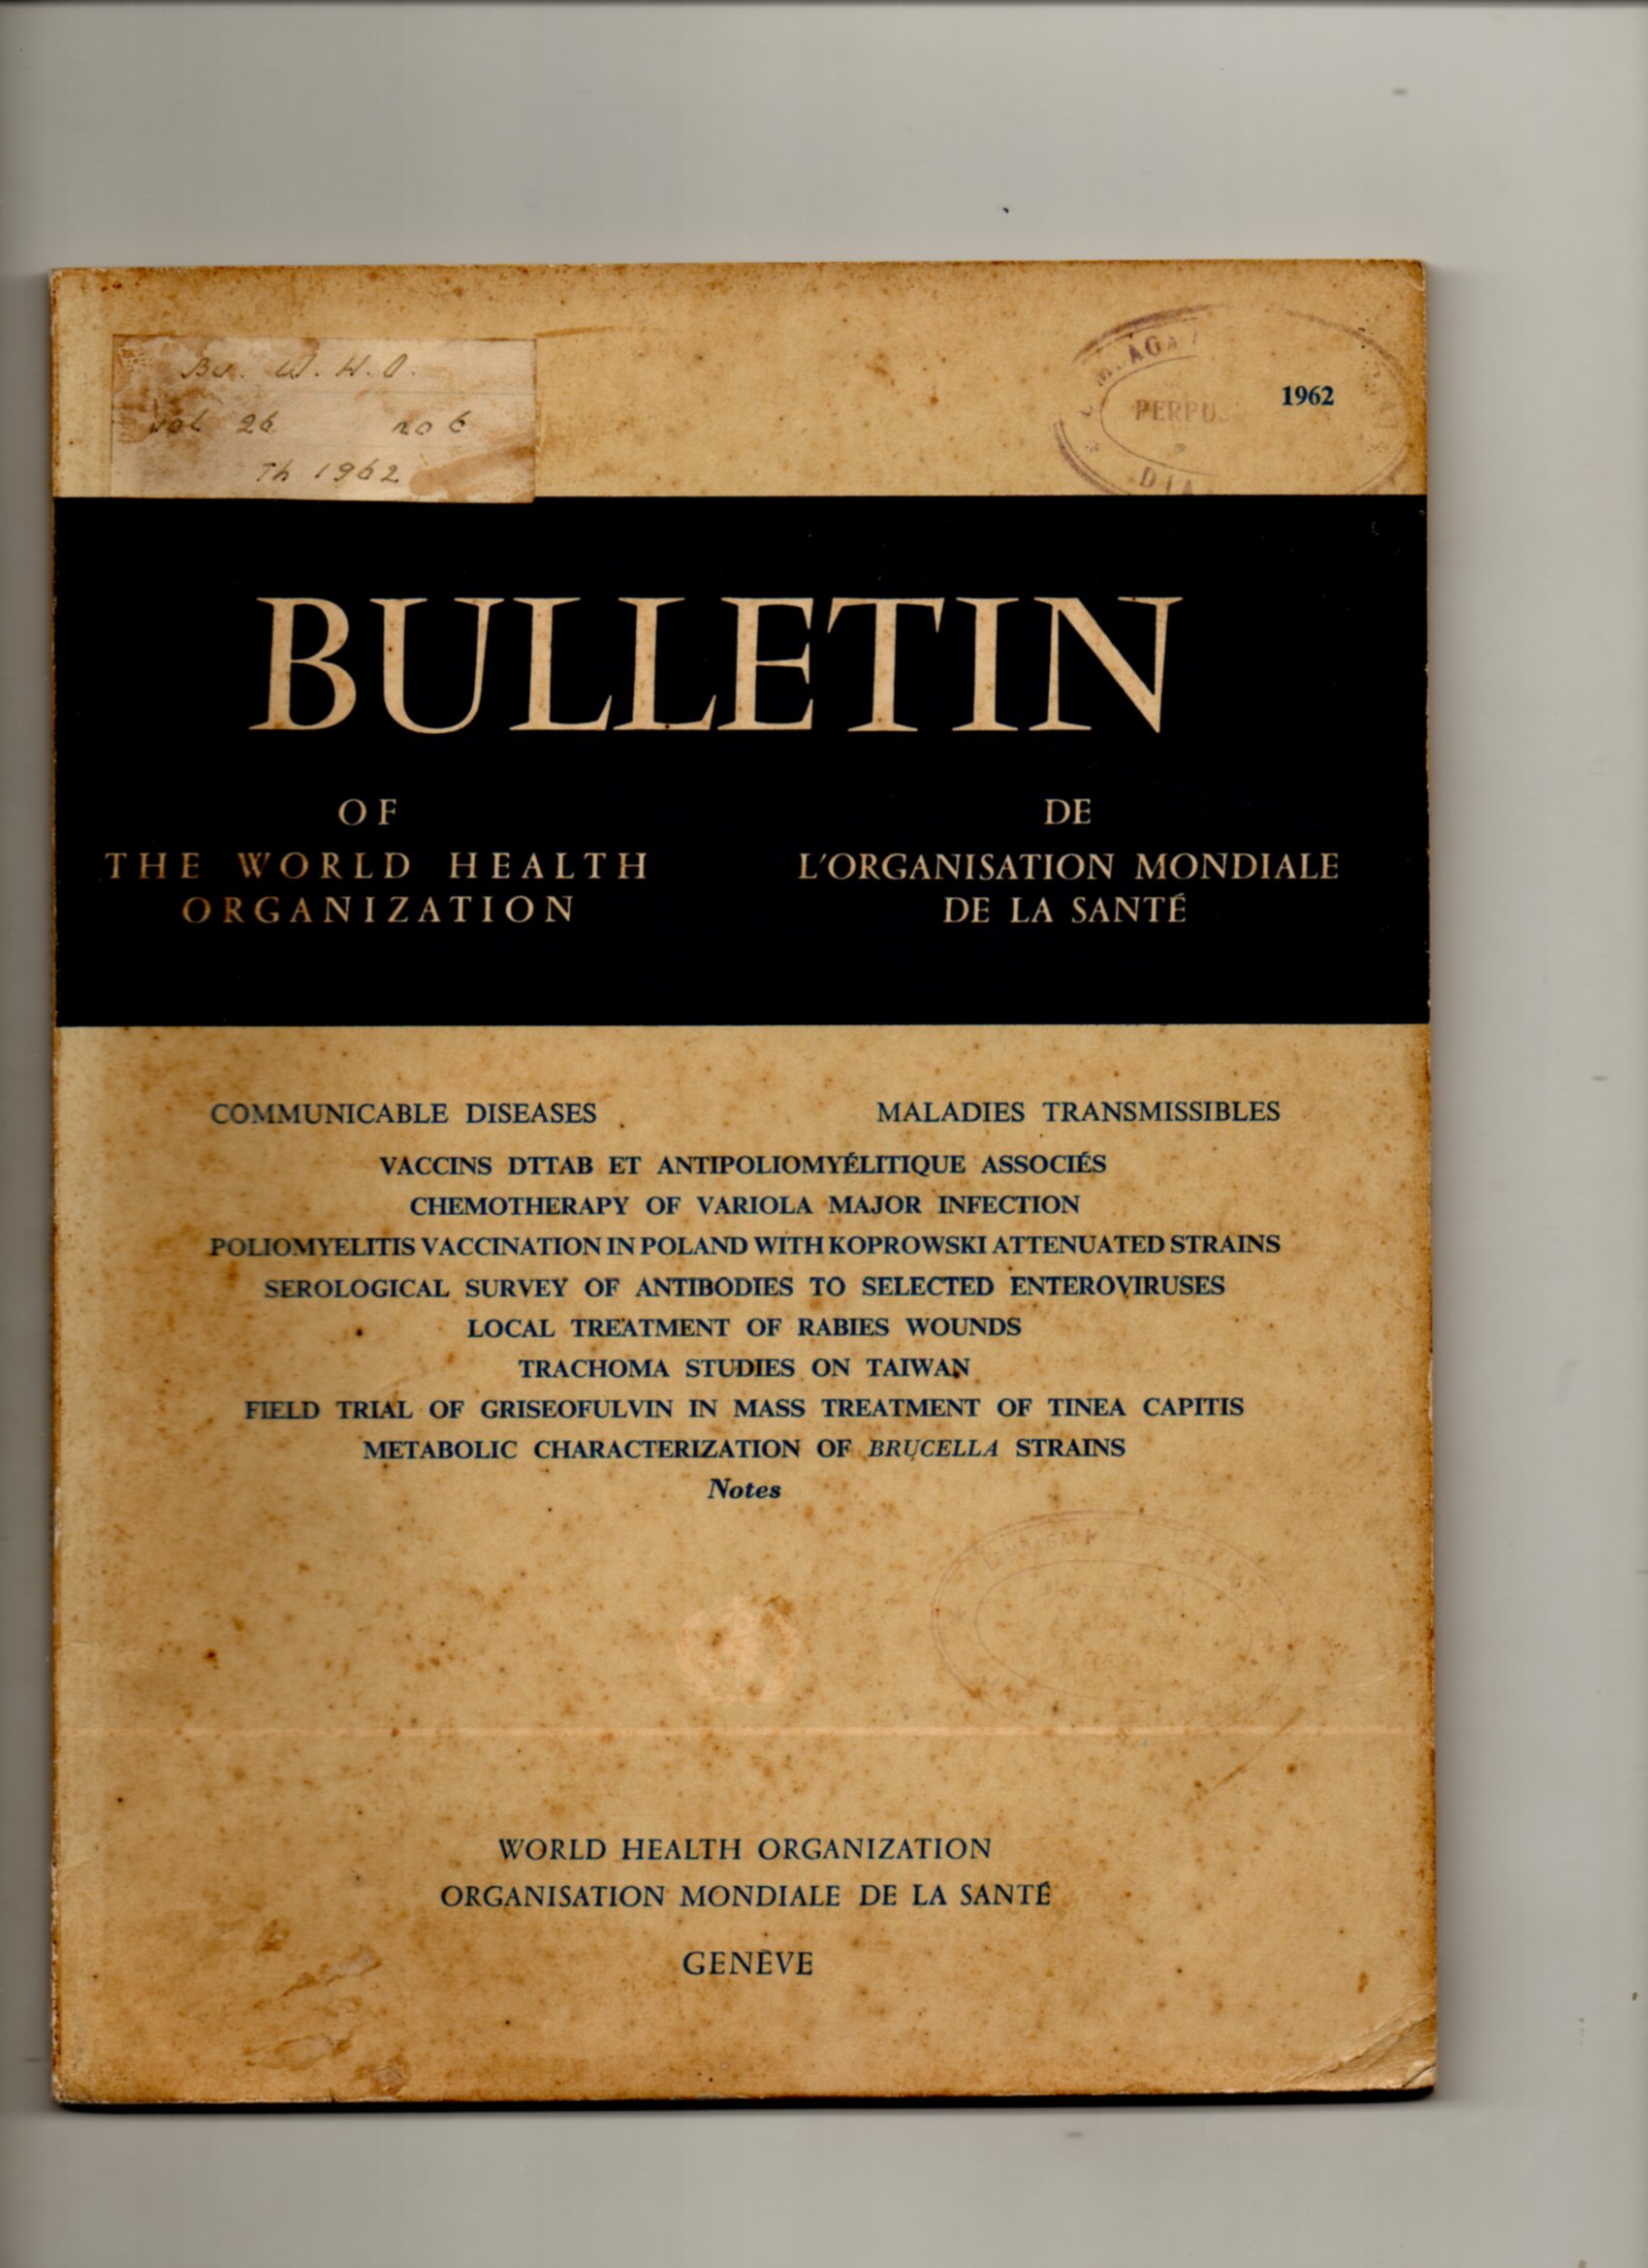 Bu. W. H. O.
vol 26 no 6
Th 1962
PERPUS
1962
BULLETIN
OF
THE WORLD HEALTH
ORGANIZATION
DE
L'ORGANISATION MONDIALE
DE LA SANTÉ
COMMUNICABLE DISEASES MALADIES TRANSMISSIBLES
VACCINS DTTAB ET ANTIPOLIOMYÉLITIQUE ASSOCIÉS
CHEMOTHERAPY OF VARIOLA MAJOR INFECTION
POLIOMYELITIS VACCINATION IN POLAND WITH KOPROWSKI ATTENUATED STRAINS
SEROLOGICAL SURVEY OF ANTIBODIES TO SELECTED ENTEROVIRUSES
LOCAL TREATMENT OF RABIES WOUNDS
TRACHOMA STUDIES ON TAIWAN
FIELD TRIAL OF GRISEOFULVIN IN MASS TREATMENT OF TINEA CAPITIS
METABOLIC CHARACTERIZATION OF BRUCELLA STRAINS
Notes
WORLD HEALTH ORGANIZATION
ORGANISATION MONDIALE DE LA SANTÉ
GENÈVE